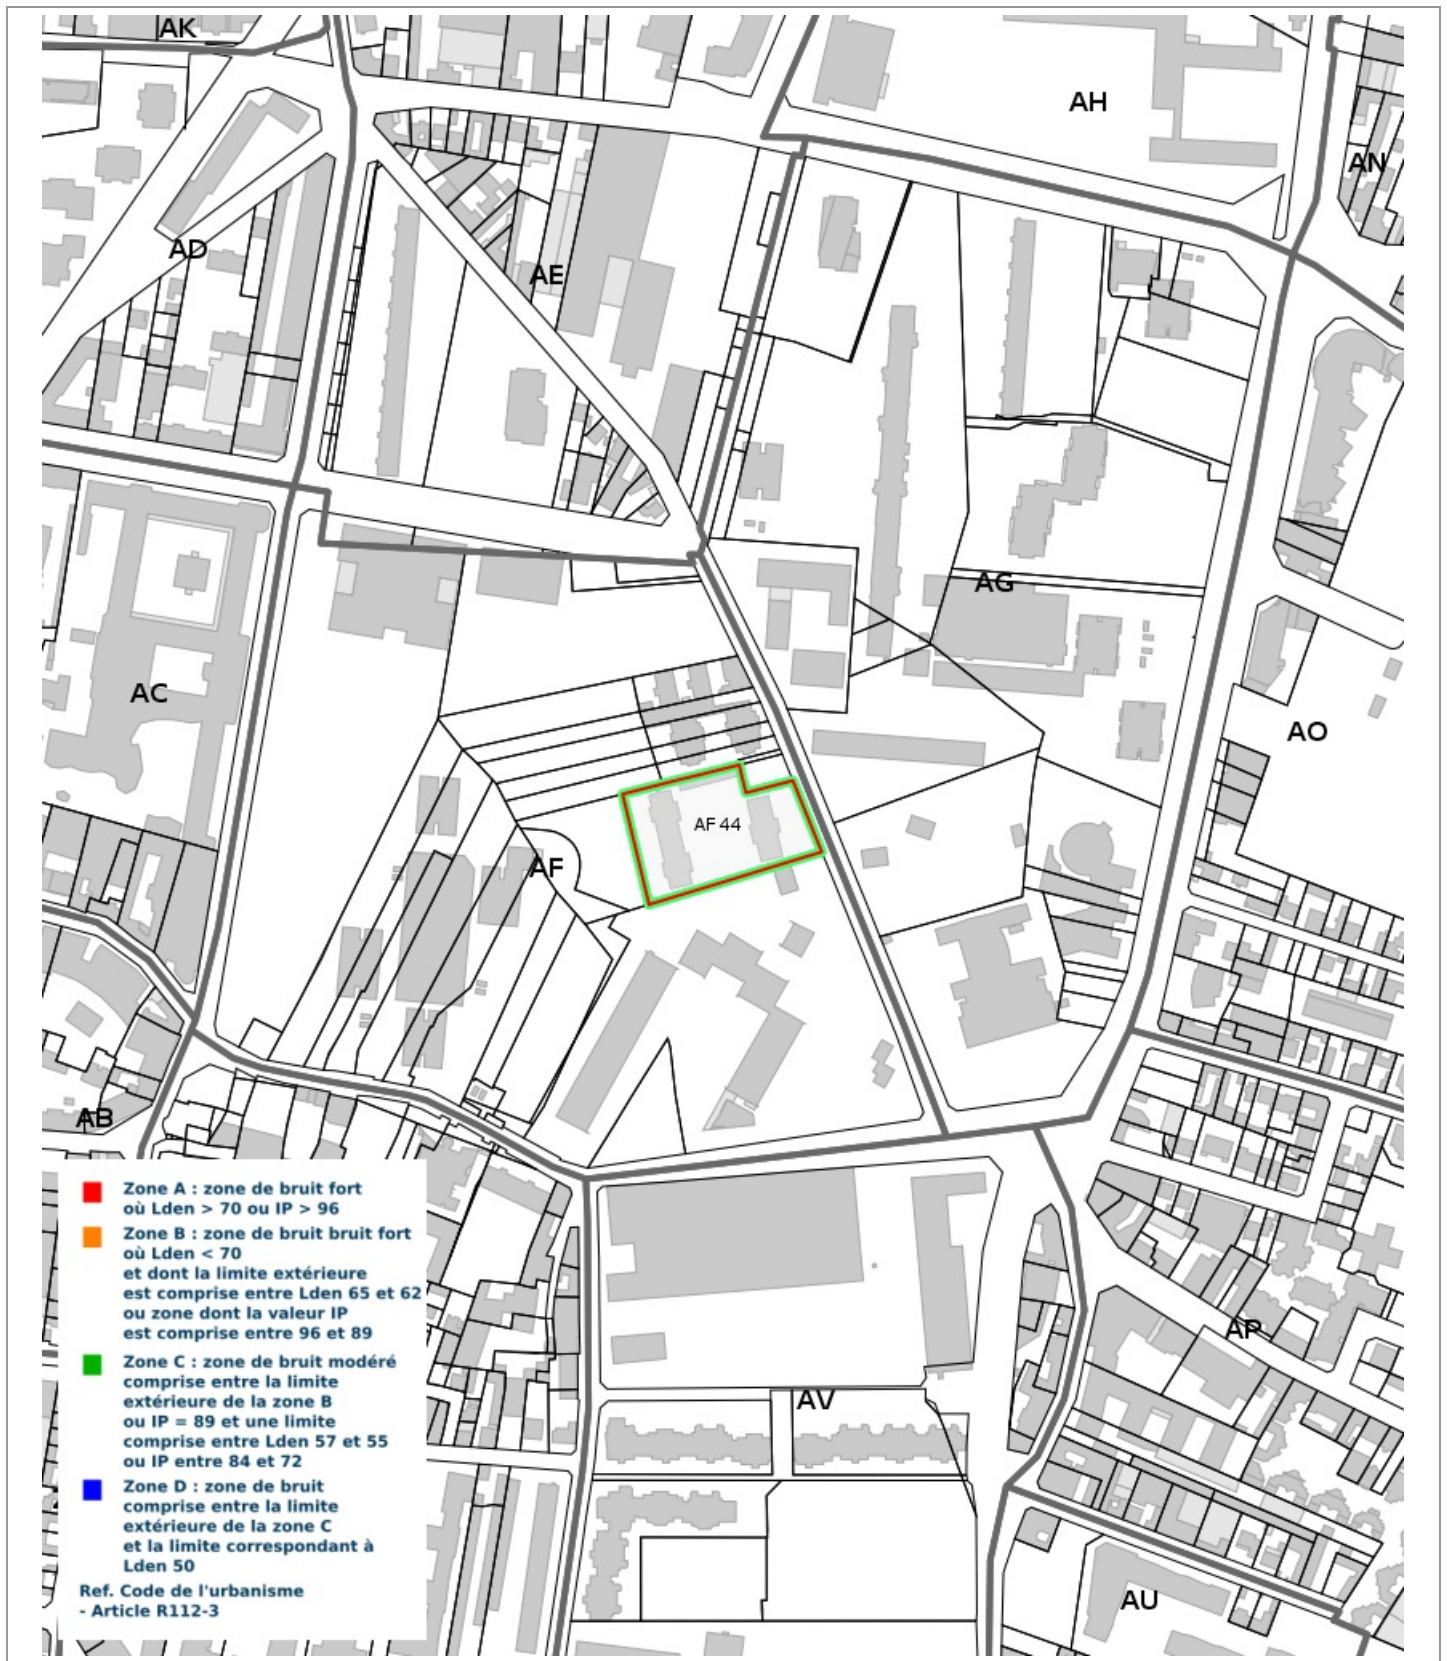 AK
AH
AN
AD
AE
AG
AC
AO
AF 44
AF
AB
Zone A : zone de bruit fort
où Lden > 70 ou IP > 96
Zone B : zone de bruit bruit fort
où Lden < 70
et dont la limite extérieure
est comprise entre Lden 65 et 62
ou zone dont la valeur IP
est comprise entre 96 et 89
Zone C : zone de bruit modéré
comprise entre la limite
extérieure de la zone B
ou IP = 89 et une limite
comprise entre Lden 57 et 55
ou IP entre 84 et 72
Zone D : zone de bruit
comprise entre la limite
extérieure de la zone C
et la limite correspondant à
Lden 50
Ref. Code de l'urbanisme
- Article R112-3
AP
AV
AU